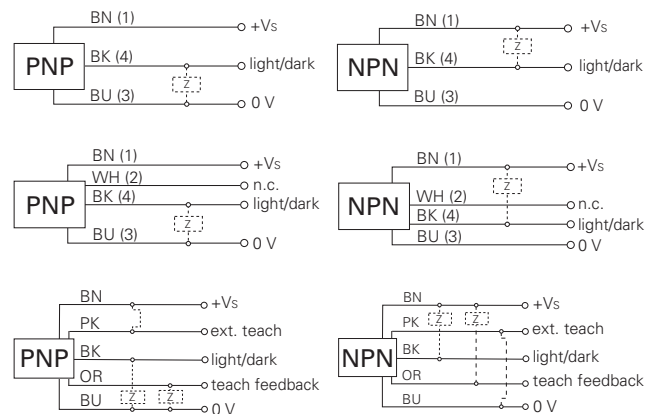 BN (1) +Vs
PNP BK (4) light/dark
Z
BU (3) 0 V
BN (1) +Vs
Z
NPN BK (4) light/dark
BU (3) 0 V
BN (1) +Vs
WH (2) n.c.
PNP BK (4) light/dark
Z
BU (3) 0 V
BN (1) +Vs
Z
NPN WH (2) n.c.
BK (4) light/dark
BU (3) 0 V
BN +Vs
PK ext. teach
PNP BK light/dark
OR teach feedback
Z Z
BU 0 V
BN +Vs
Z Z
PK ext. teach
NPN BK light/dark
OR teach feedback
BU 0 V